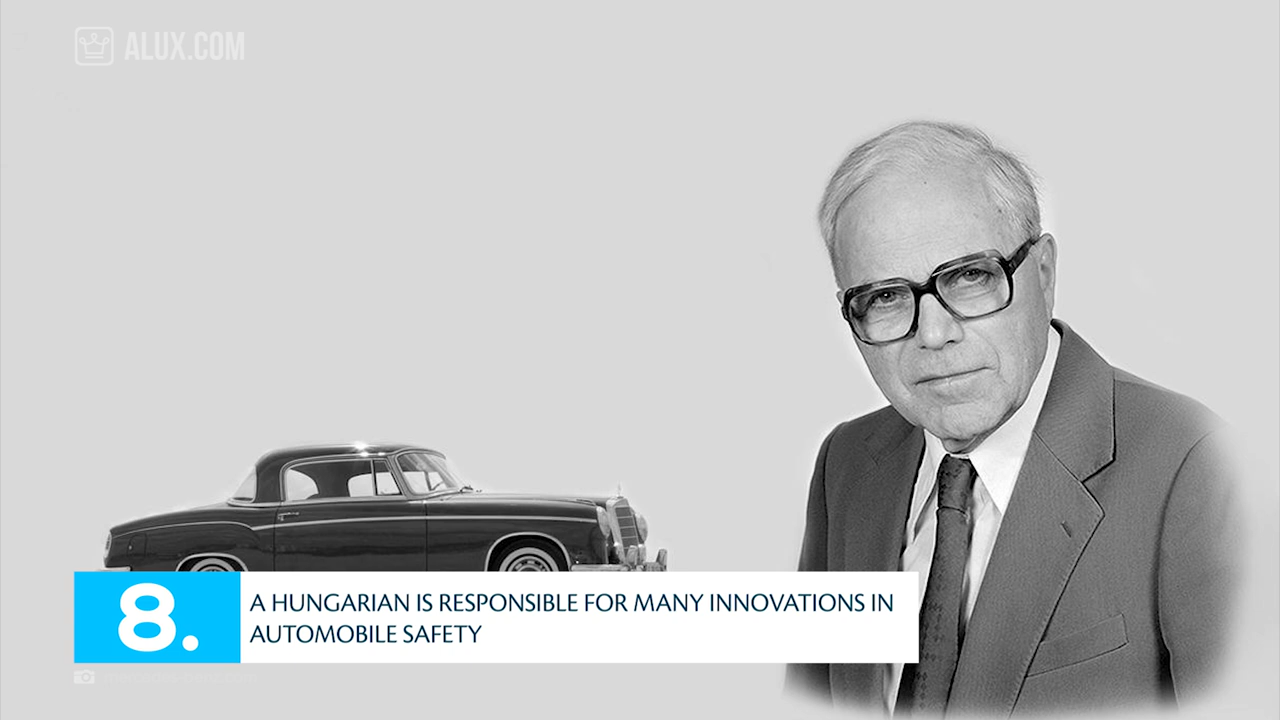 ALUX.COM
8.
A HUNGARIAN IS RESPONSIBLE FOR MANY INNOVATIONS IN
AUTOMOBILE SAFETY